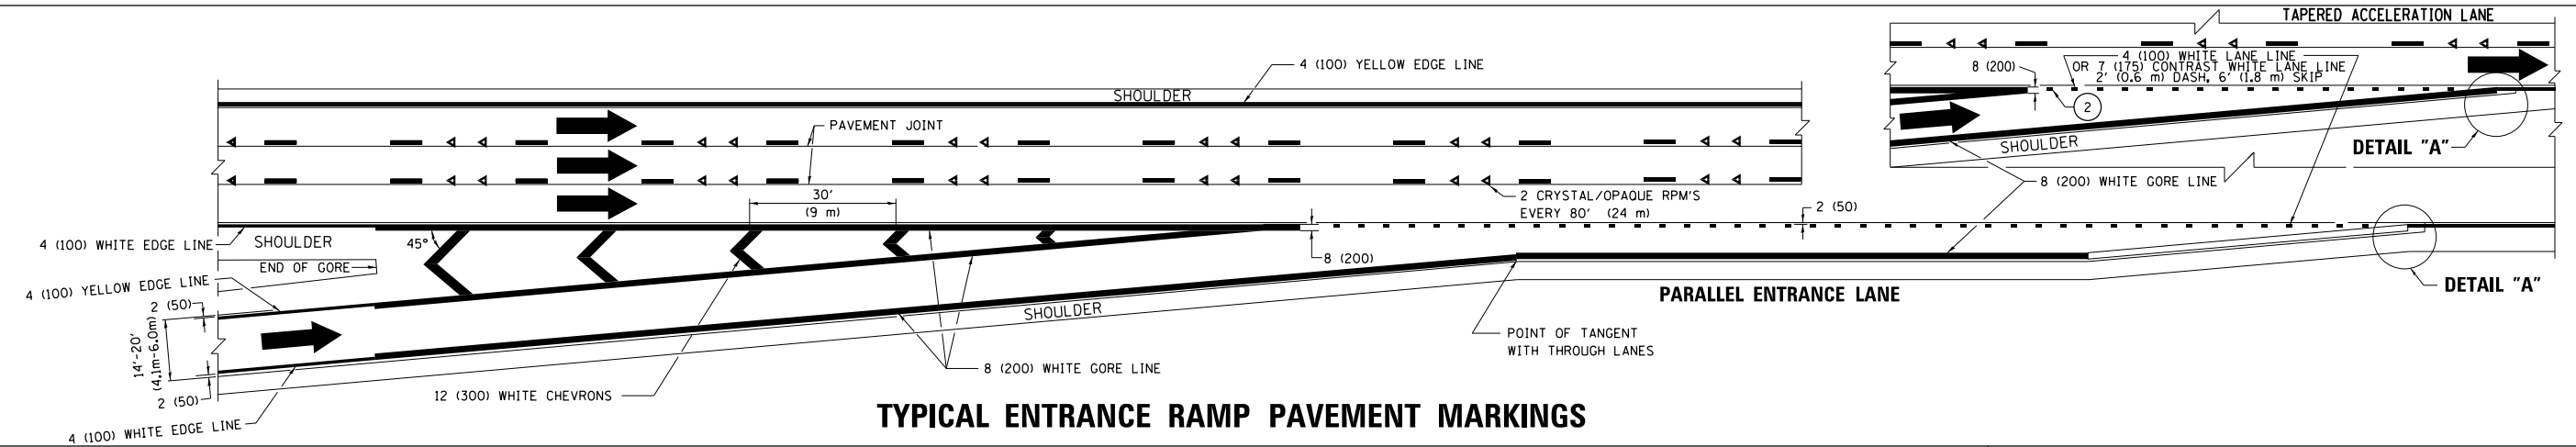 TAPERED ACCELERATION LANE
4 (100) WHITE LANE LINE
OR 7 (175) CONTRAST WHITE LANE LINE
2' (0.6 m) DASH, 6' (1.8 m) SKIP
8 (200)
2
SHOULDER
DETAIL "A"
4 (100) YELLOW EDGE LINE
SHOULDER
PAVEMENT JOINT
30'
(9 m)
2 CRYSTAL/OPAQUE RPM'S
EVERY 80' (24 m)
8 (200) WHITE GORE LINE
2 (50)
4 (100) WHITE EDGE LINE
SHOULDER
45°
END OF GORE
8 (200)
4 (100) YELLOW EDGE LINE
2 (50)
14'-20'
(4.1m-6.0m)
2 (50)
4 (100) WHITE EDGE LINE
12 (300) WHITE CHEVRONS
SHOULDER
8 (200) WHITE GORE LINE
PARALLEL ENTRANCE LANE
POINT OF TANGENT
WITH THROUGH LANES
DETAIL "A"
TYPICAL ENTRANCE RAMP PAVEMENT MARKINGS